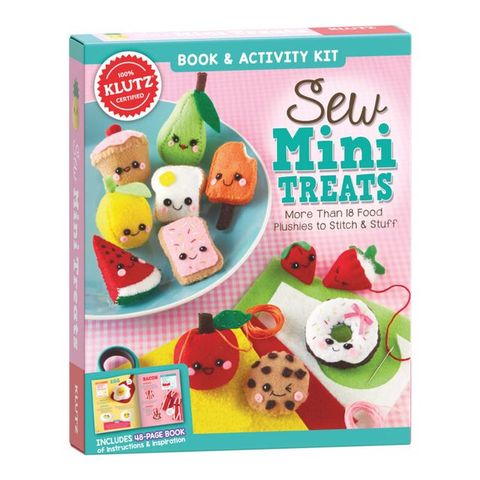 BOOK & ACTIVITY KIT
100%
KLUTZ
CERTIFIED
Sew
Mini
TREATS
More Than 18 Food
Plushies to Stitch & Stuff
Sew Mini Treats
KLUTZ
BACON
INCLUDES 48-PAGE BOOK
of Instructions & Inspiration